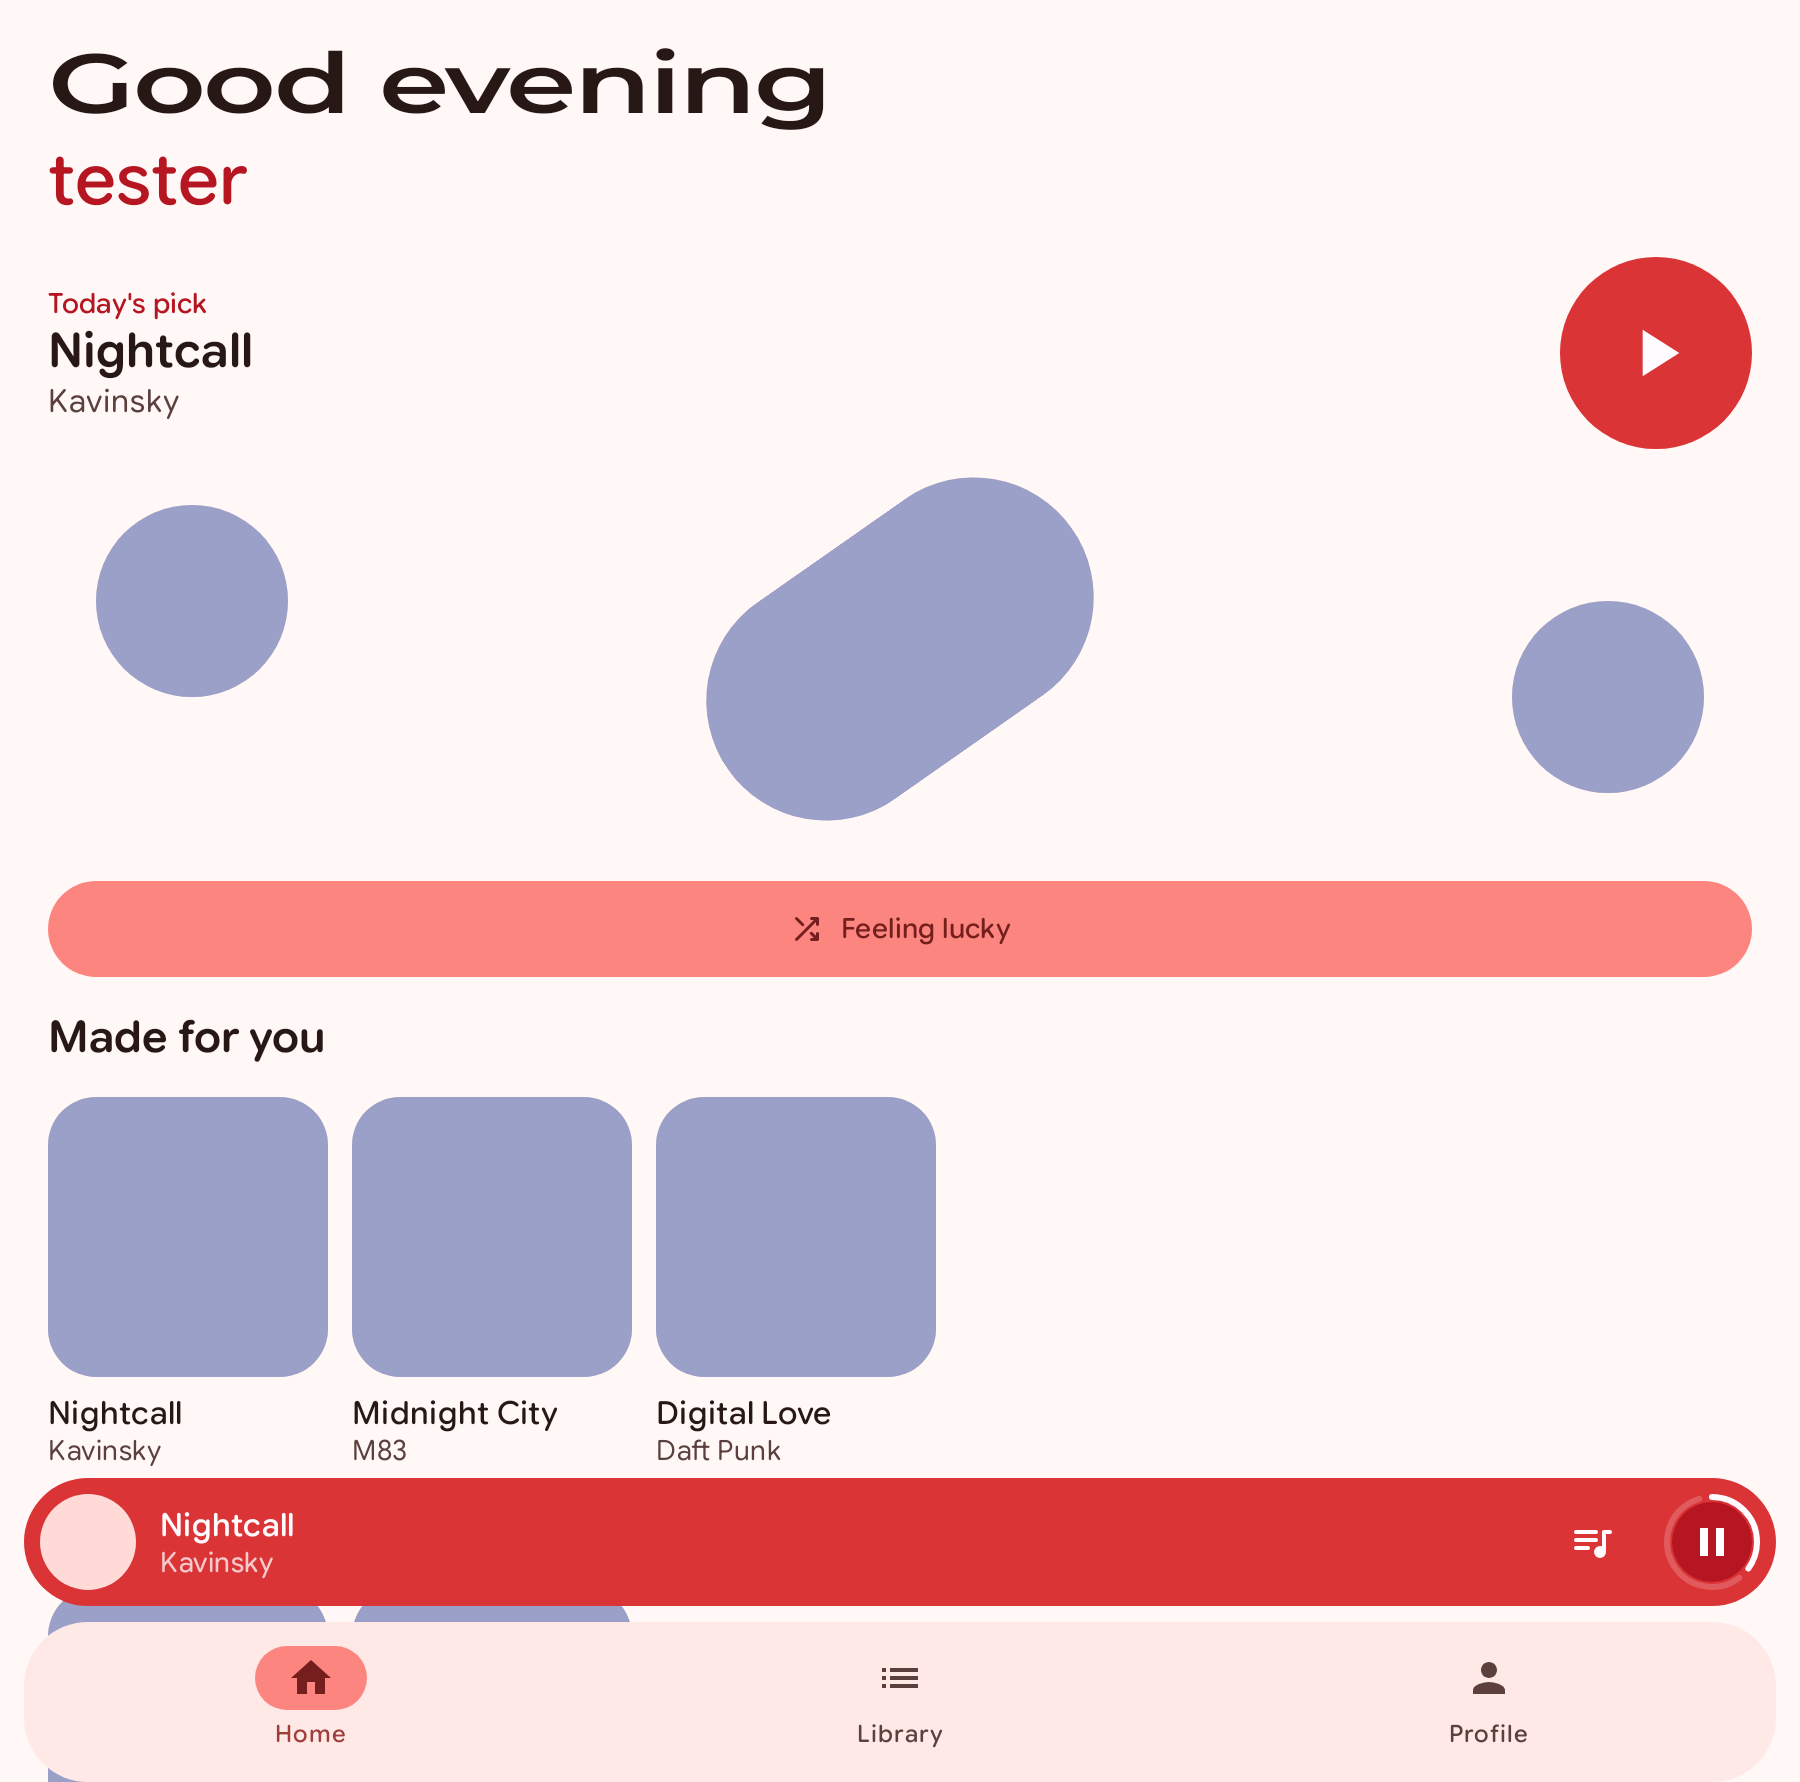 Good evening
tester
Today's pick
Nightcall
Kavinsky
Feeling lucky
Made for you
Nightcall
Kavinsky
Midnight City
M83
Digital Love
Daft Punk
Nightcall
Kavinsky
Home
Library
Profile